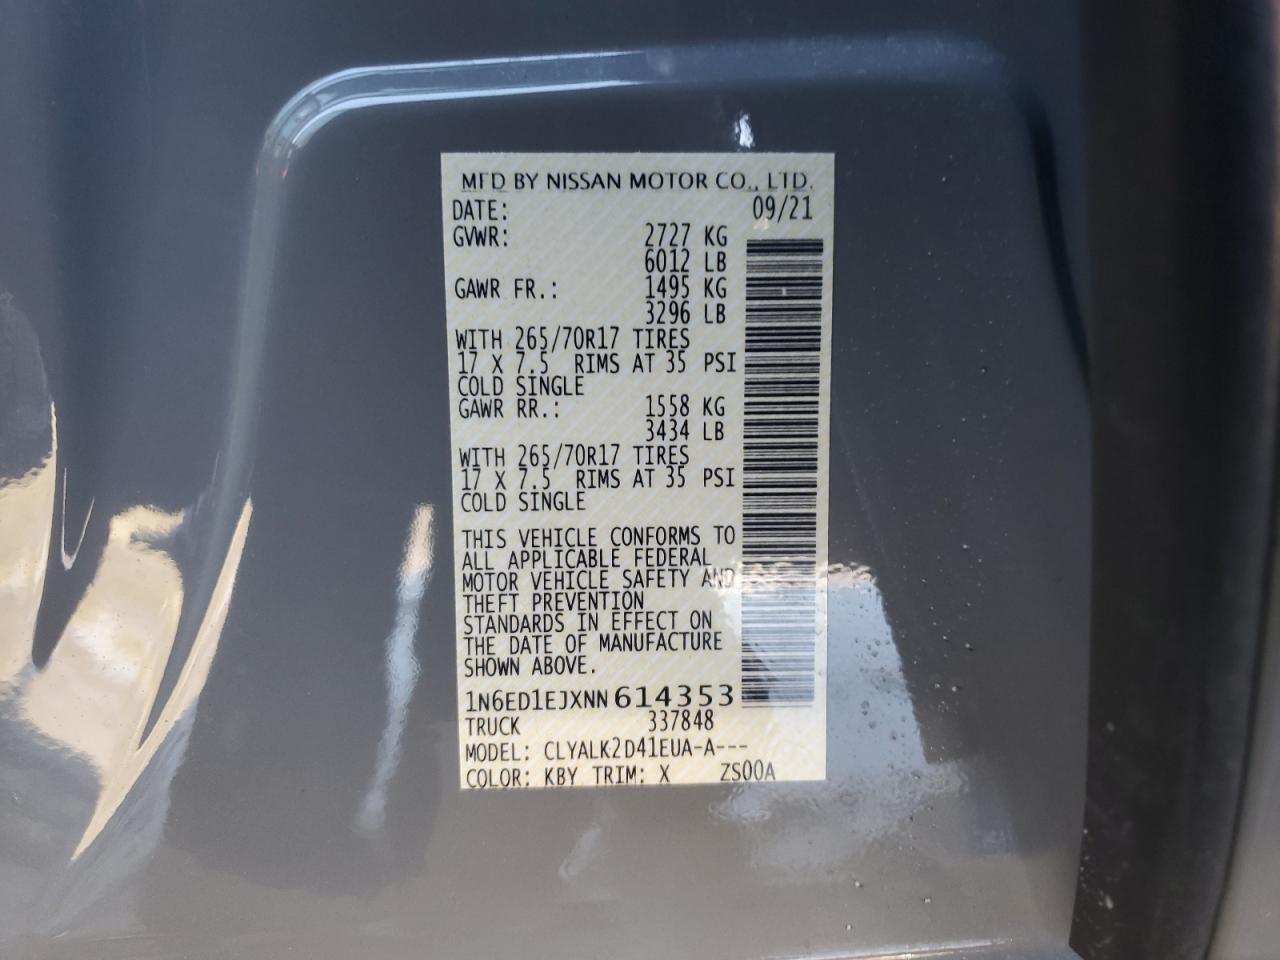 MFD BY NISSAN MOTOR CO., LTD.
DATE: 09/21
GVWR: 2727 KG
6012 LB
GAWR FR.: 1495 KG
3296 LB
WITH 265/70R17 TIRES
17 X 7.5 RIMS AT 35 PSI
COLD SINGLE
GAWR RR.: 1558 KG
3434 LB
WITH 265/70R17 TIRES
17 X 7.5 RIMS AT 35 PSI
COLD SINGLE
THIS VEHICLE CONFORMS TO
ALL APPLICABLE FEDERAL
MOTOR VEHICLE SAFETY AND
THEFT PREVENTION
STANDARDS IN EFFECT ON
THE DATE OF MANUFACTURE
SHOWN ABOVE.
1N6ED1EJXNN614353
TRUCK 337848
MODEL: CLYALK2D41EUA-A---
COLOR: KBY TRIM: X ZS00A